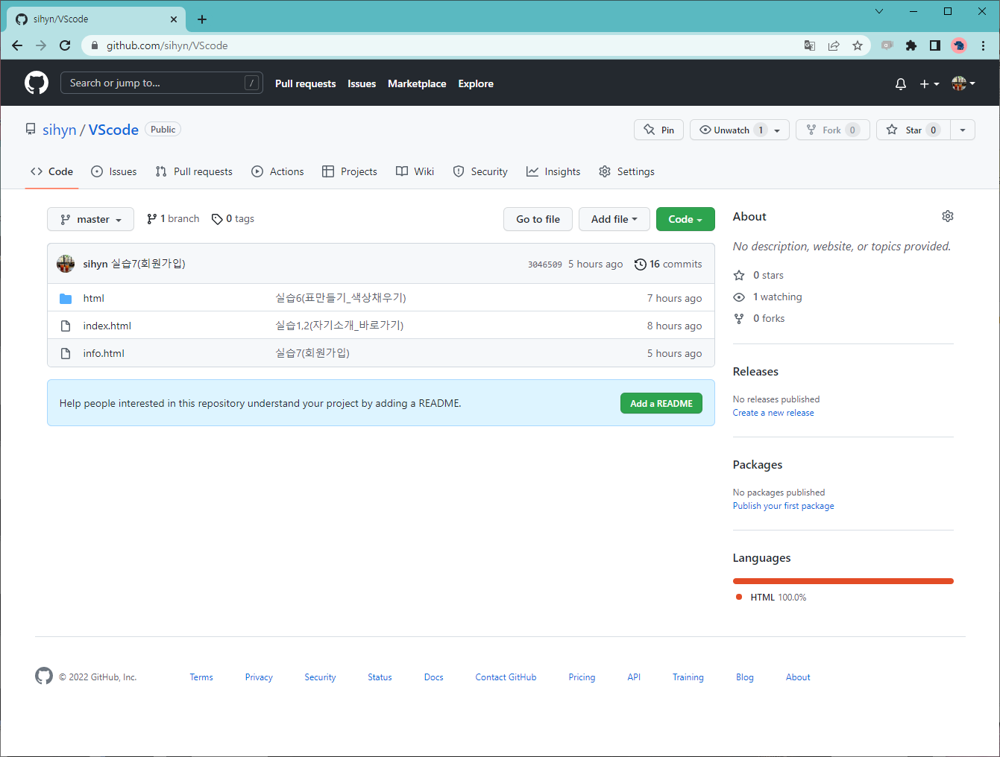 sihyn/VScode
github.com/sihyn/VScode
Search or jump to... /
Pull requests Issues Marketplace Explore
sihyn / VScode Public
Pin Unwatch 1 Fork 0 Star 0
Code Issues Pull requests Actions Projects Wiki Security Insights Settings
master 1 branch 0 tags Go to file Add file Code
sihyn 실습7(회원가입) 3046509 5 hours ago 16 commits
html 실습6(표만들기_색상채우기) 7 hours ago
index.html 실습1,2(자기소개_바로가기) 8 hours ago
info.html 실습7(회원가입) 5 hours ago
Help people interested in this repository understand your project by adding a README. Add a README
About
No description, website, or topics provided.
0 stars
1 watching
0 forks
Releases
No releases published
Create a new release
Packages
No packages published
Publish your first package
Languages
HTML 100.0%
© 2022 GitHub, Inc. Terms Privacy Security Status Docs Contact GitHub Pricing API Training Blog About